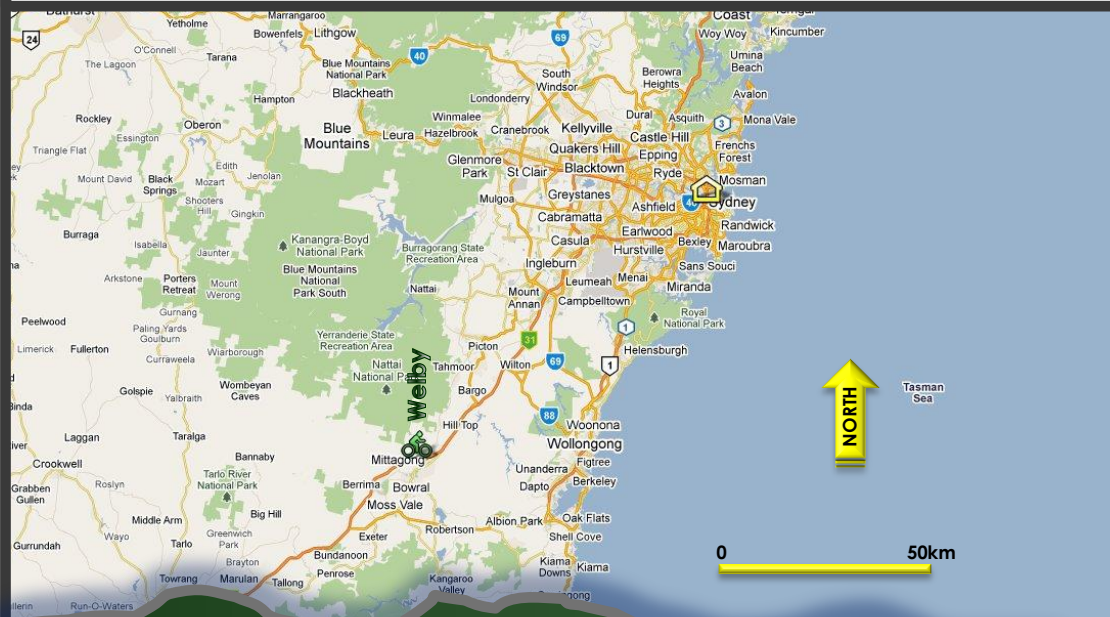 Bathurst
24
Yetholme
Marrangaroo
Bowenfels
Lithgow
O'Connell
Tarana
The Lagoon
40
69
Coast
Woy Woy
Kincumber
Blue Mountains
National Park
Blackheath
South
Windsor
Berowra
Heights
Umina
Beach
Avalon
Hampton
Londonderry
Rockley
Oberon
Essington
Triangle Flat
Blue
Mountains
Leura
Winmalee
Hazelbrook
Cranebrook
Kellyville
Dural
Asquith
3
Mona Vale
Castle Hill
Frenchs
Forest
Quakers Hill
Epping
Glenmore
Park
St Clair
Blacktown
Ryde
Mosman
Edith
Jenolan
Mount David
Black
Springs
Mozart
Shooters
Hill
Gingkin
Mulgoa
Greystanes
Ashfield
Sydney
Cabramatta
Earlwood
Randwick
Burraga
Isabella
Jaunter
Kanangra-Boyd
National Park
Burragorang State
Recreation Area
Casula
Hurstville
Bexley
Maroubra
Sans Souci
Ingleburn
Arkstone
Porters
Retreat
Mount
Werong
Blue Mountains
National
Park South
Nattai
Mount
Annan
Leumeah
Menai
Miranda
Campbelltown
Gurnang
Peelwood
Paling Yards
Goulburn
Royal
National Park
1
Yerranderie State
Recreation Area
31
Limerick
Fullerton
Curraweela
Wiarborough
Nattai
National Park
Welby
Picton
Tahmoor
Wilton
69
1
Helensburgh
Golspie
Yalbraith
Wombeyan
Caves
Bargo
NORTH
Tasman
Sea
Binda
88
Hill Top
Woonona
Laggan
Taralga
Wollongong
Crookwell
Bannaby
Mittagong
Figtree
Unanderra
Grabben
Gullen
Roslyn
Tarlo River
National Park
Berrima
Bowral
Dapto
Berkeley
Moss Vale
Middle Arm
Big Hill
Albion Park
Oak Flats
Wayo
Greenwich
Park
Exeter
Robertson
Shell Cove
Gurrundah
Tarlo
Bundanoon
0
50km
Brayton
Penrose
Kiama
Downs
Kiama
Towrang
Marulan
Tallong
Kangaroo
Valley
Run-O-Waters